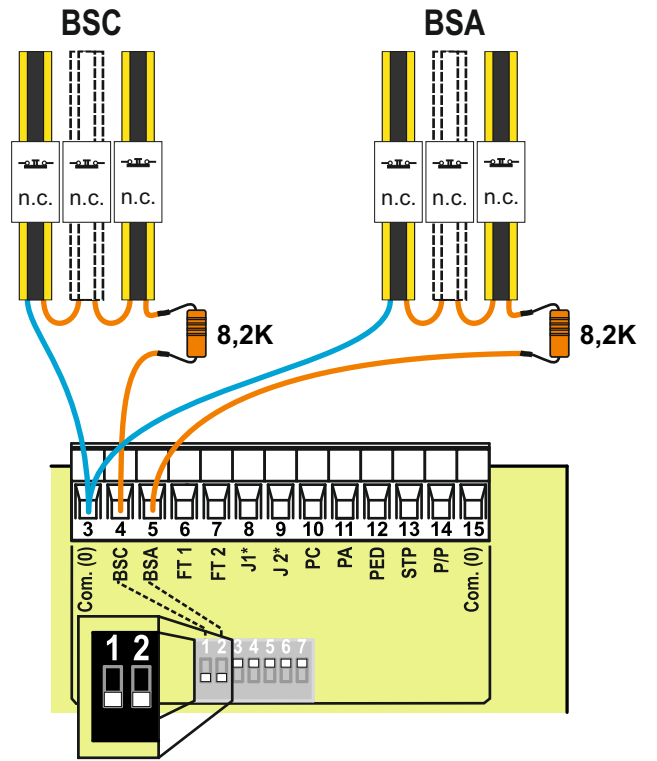 BSC BSA
n.c. n.c. n.c. n.c. n.c. n.c.
8,2K 8,2K
3 4 5 6 7 8 9 10 11 12 13 14 15
Com. (0) BSC BSA FT 1 FT 2 J1* J 2* PC PA PED STP P/P Com. (0)
1 2
1 2 3 4 5 6 7